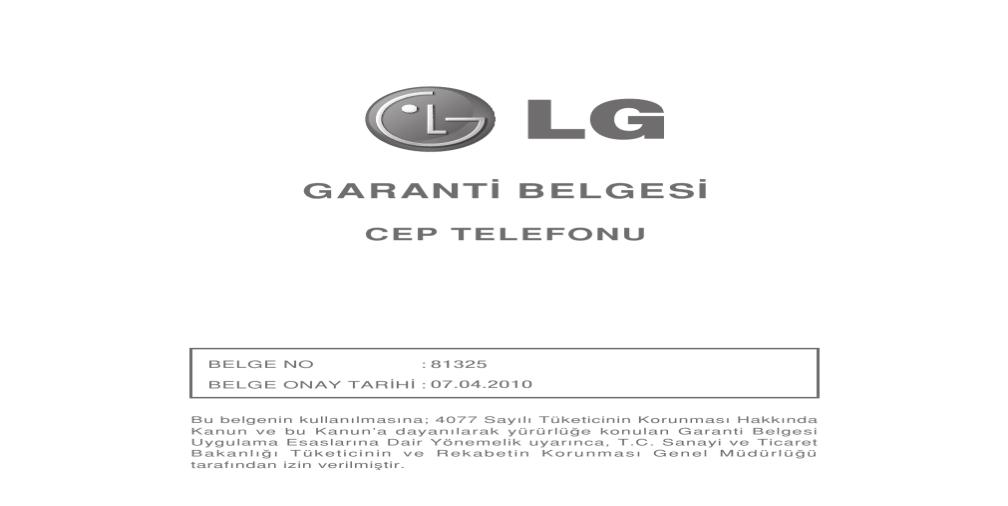 LG
GARANTİ BELGESİ
CEP TELEFONU
BELGE NO : 81325
BELGE ONAY TARİHİ : 07.04.2010
Bu belgenin kullanılmasına; 4077 Sayılı Tüketicinin Korunması Hakkında
Kanun ve bu Kanun'a dayanılarak yürürlüğe konulan Garanti Belgesi
Uygulama Esaslarına Dair Yönemelik uyarınca, T.C. Sanayi ve Ticaret
Bakanlığı Tüketicinin ve Rekabetin Korunması Genel Müdürlüğü
tarafından izin verilmiştir.